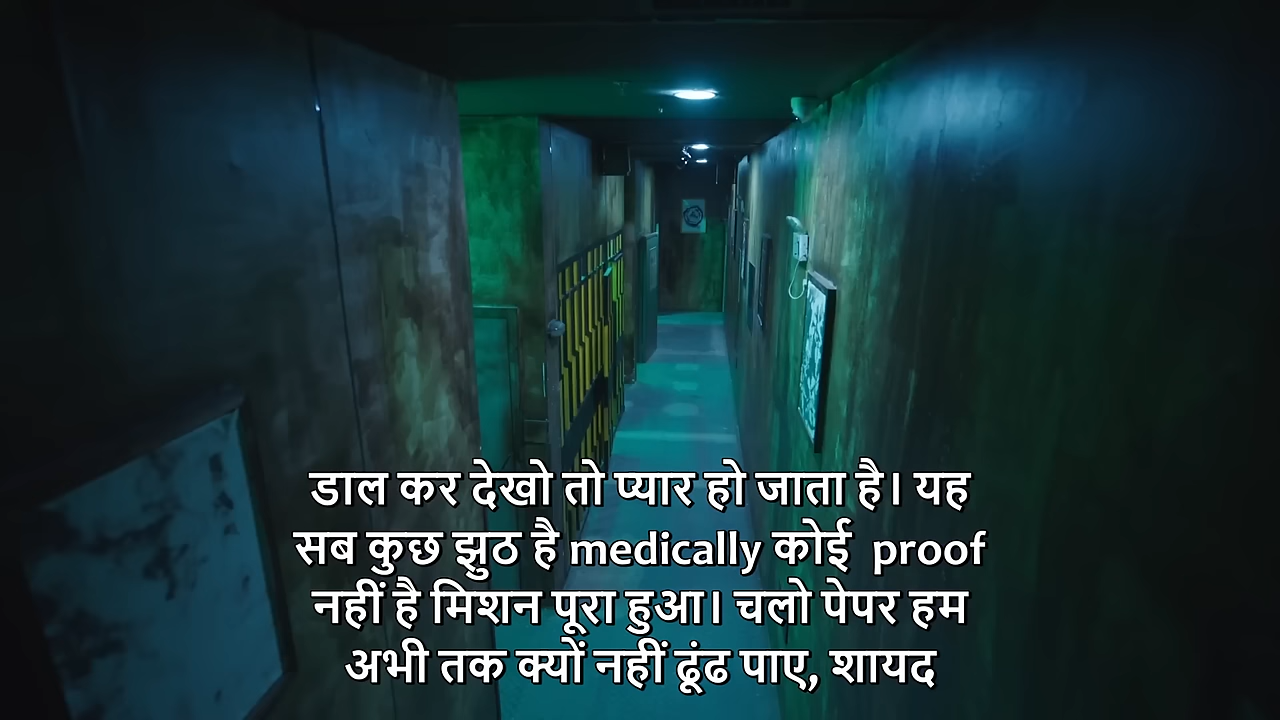 डाल कर देखो तो प्यार हो जाता है। यह
सब कुछ झुठ है medically कोई proof
नहीं है मिशन पूरा हुआ। चलो पेपर हम
अभी तक क्यों नहीं ढूंढ पाए, शायद